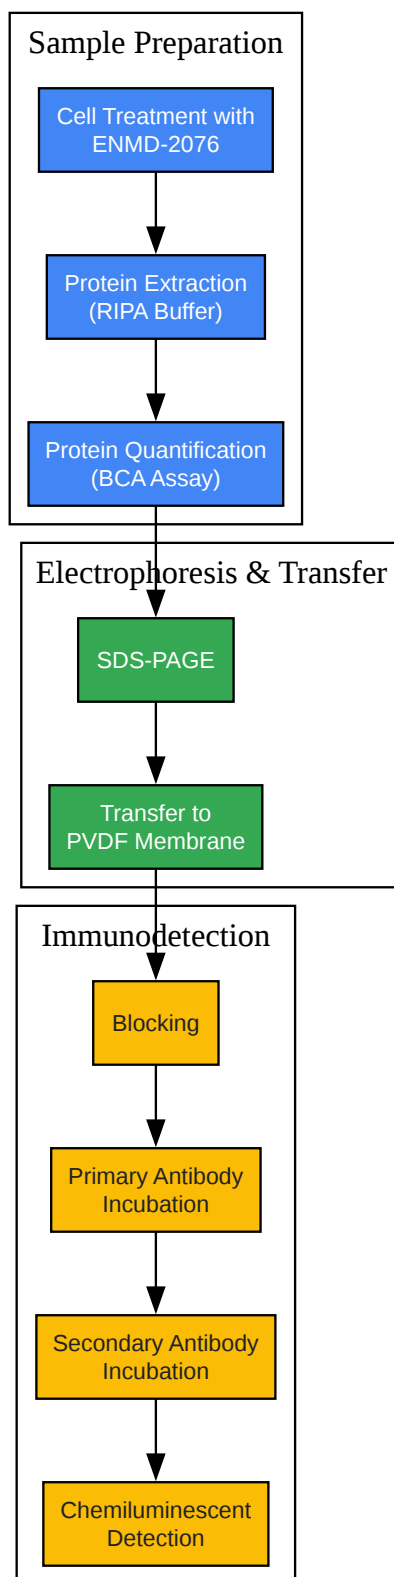 Sample Preparation
Cell Treatment with
ENMD-2076
Protein Extraction
(RIPA Buffer)
Protein Quantification
(BCA Assay)
Electrophoresis & Transfer
SDS-PAGE
Transfer to
PVDF Membrane
Immunodetection
Blocking
Primary Antibody
Incubation
Secondary Antibody
Incubation
Chemiluminescent
Detection